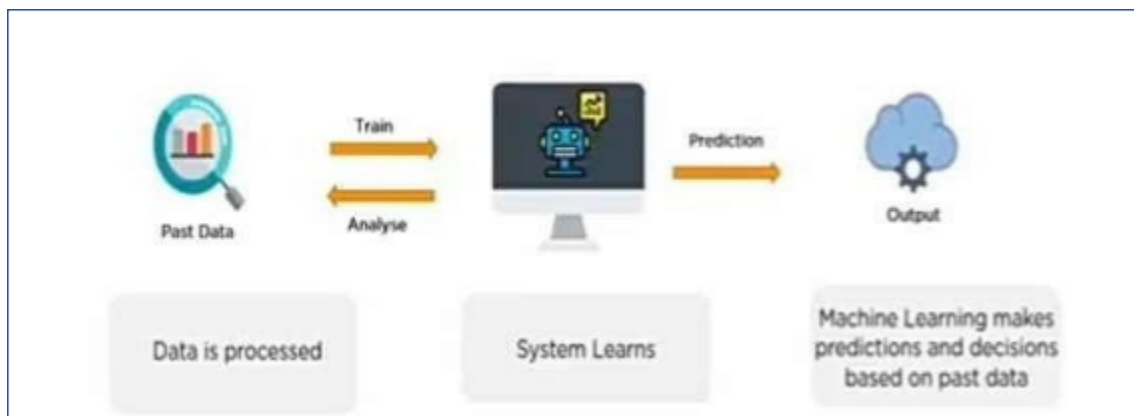 Train
Prediction
Past Data
Analyse
Output
Data is processed
System Learns
Machine Learning makes
predictions and decisions
based on past data